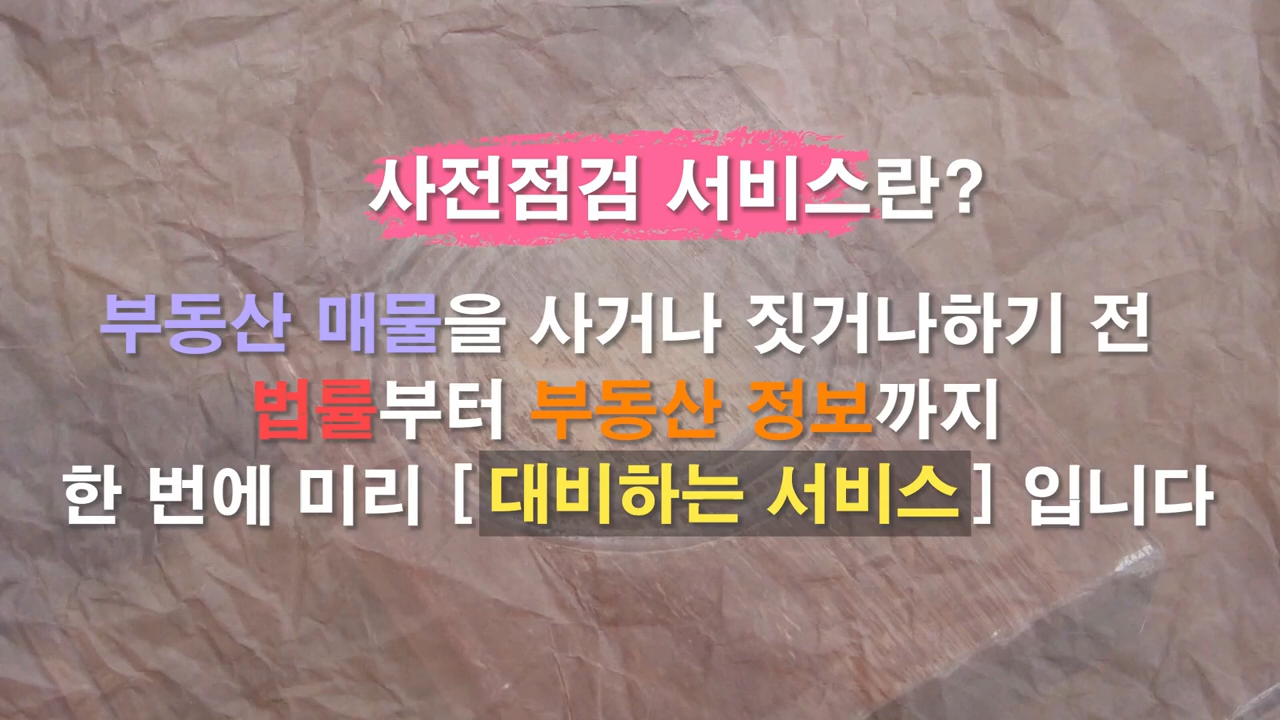 사전점검 서비스란?
부동산 매물을 사거나 짓거나하기 전
법률부터 부동산 정보까지
한 번에 미리 [대비하는 서비스] 입니다